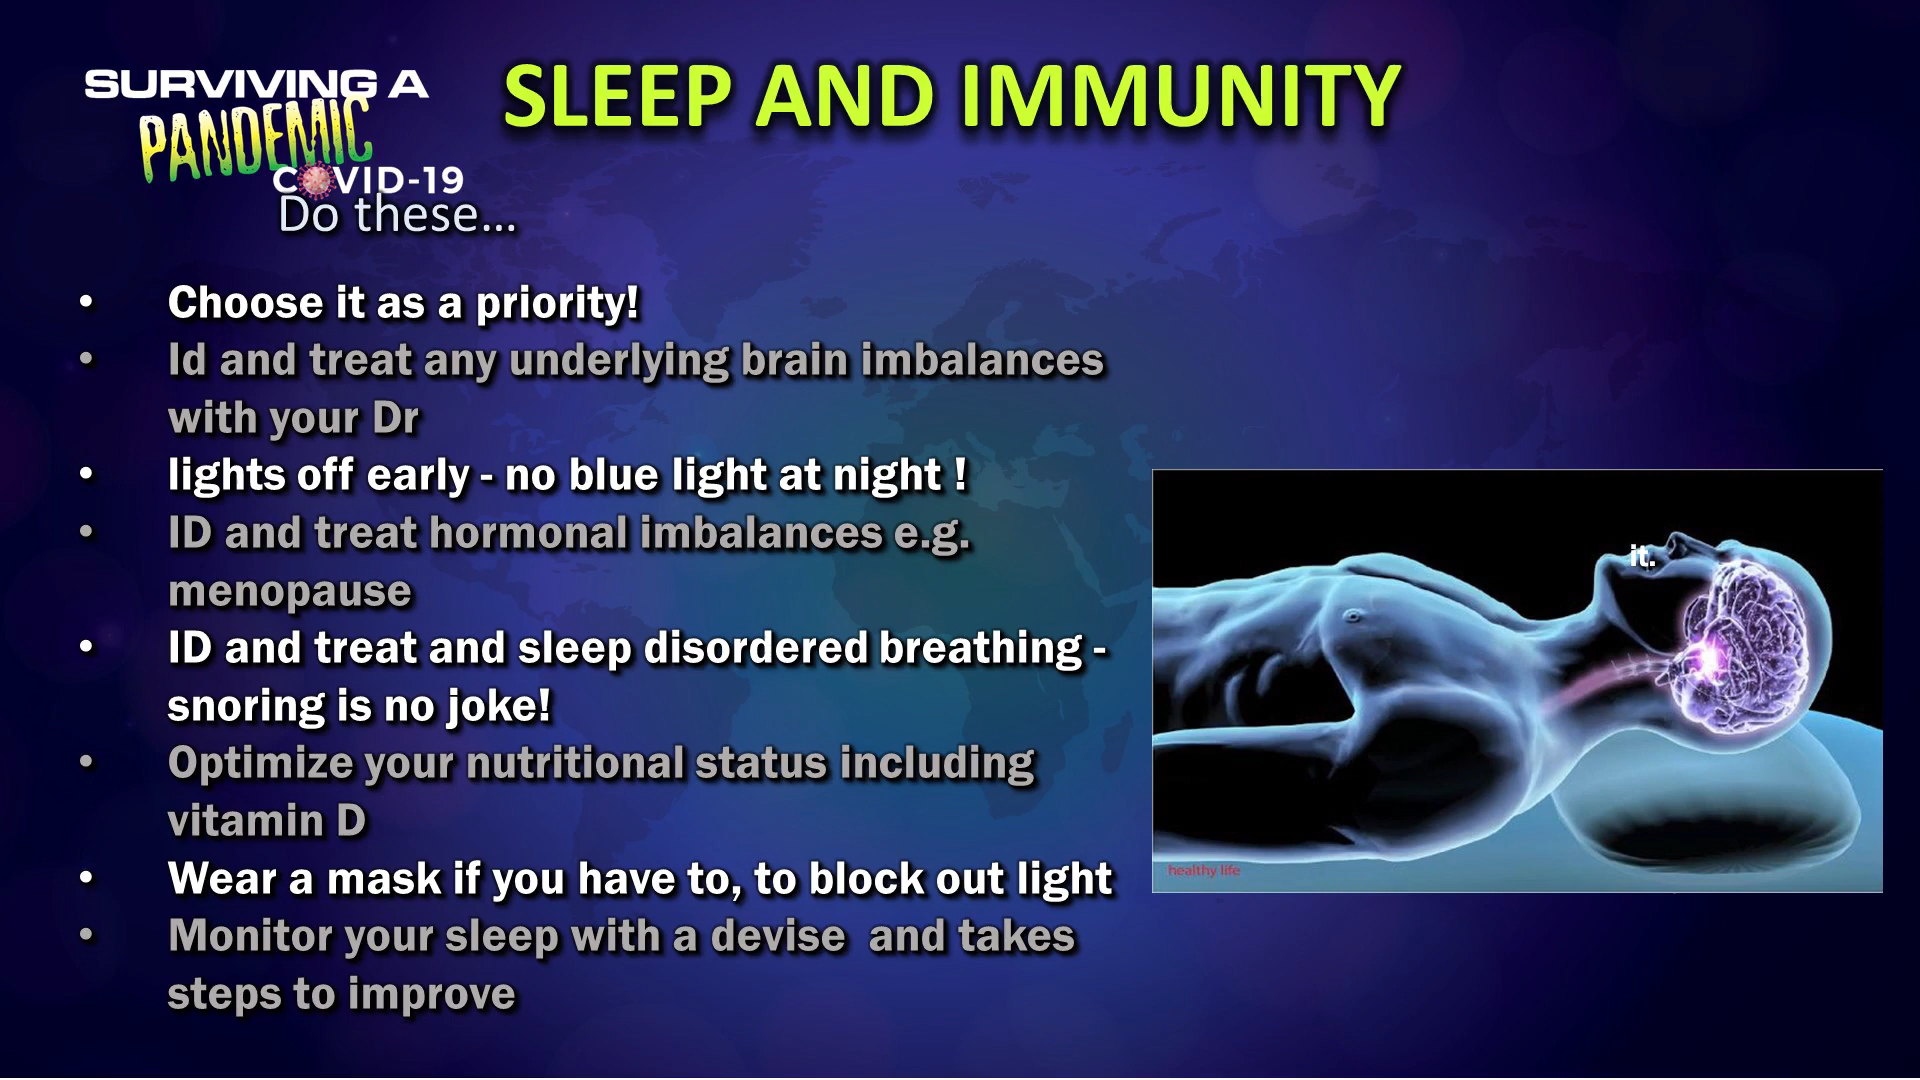 SURVIVING A
PANDEMIC
COVID-19
SLEEP AND IMMUNITY
Do these...
• Choose it as a priority!
• Id and treat any underlying brain imbalances
with your Dr
• lights off early - no blue light at night !
• ID and treat hormonal imbalances e.g.
menopause
• ID and treat and sleep disordered breathing -
snoring is no joke!
• Optimize your nutritional status including
vitamin D
• Wear a mask if you have to, to block out light
• Monitor your sleep with a devise  and takes
steps to improve
it.
healthy life